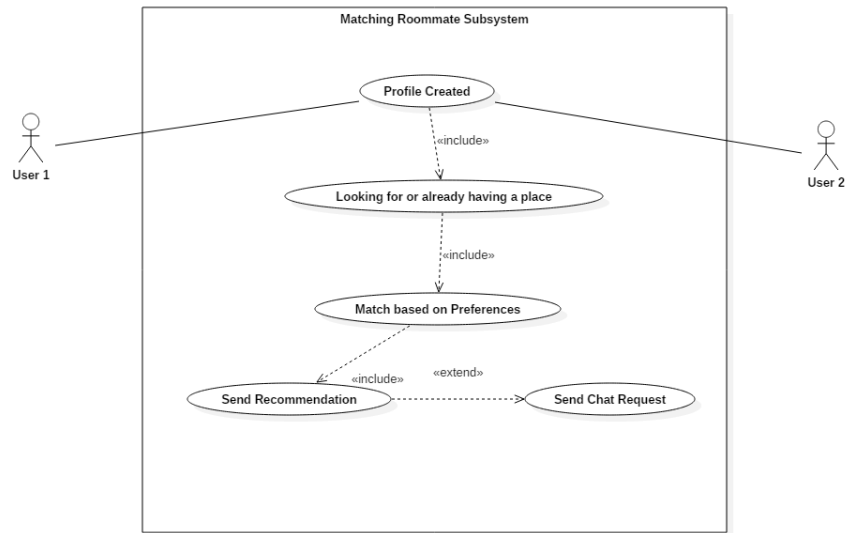 Matching Roommate Subsystem
Profile Created
«include»
User 1
User 2
Looking for or already having a place
«include»
Match based on Preferences
«include»
«extend»
Send Recommendation
Send Chat Request